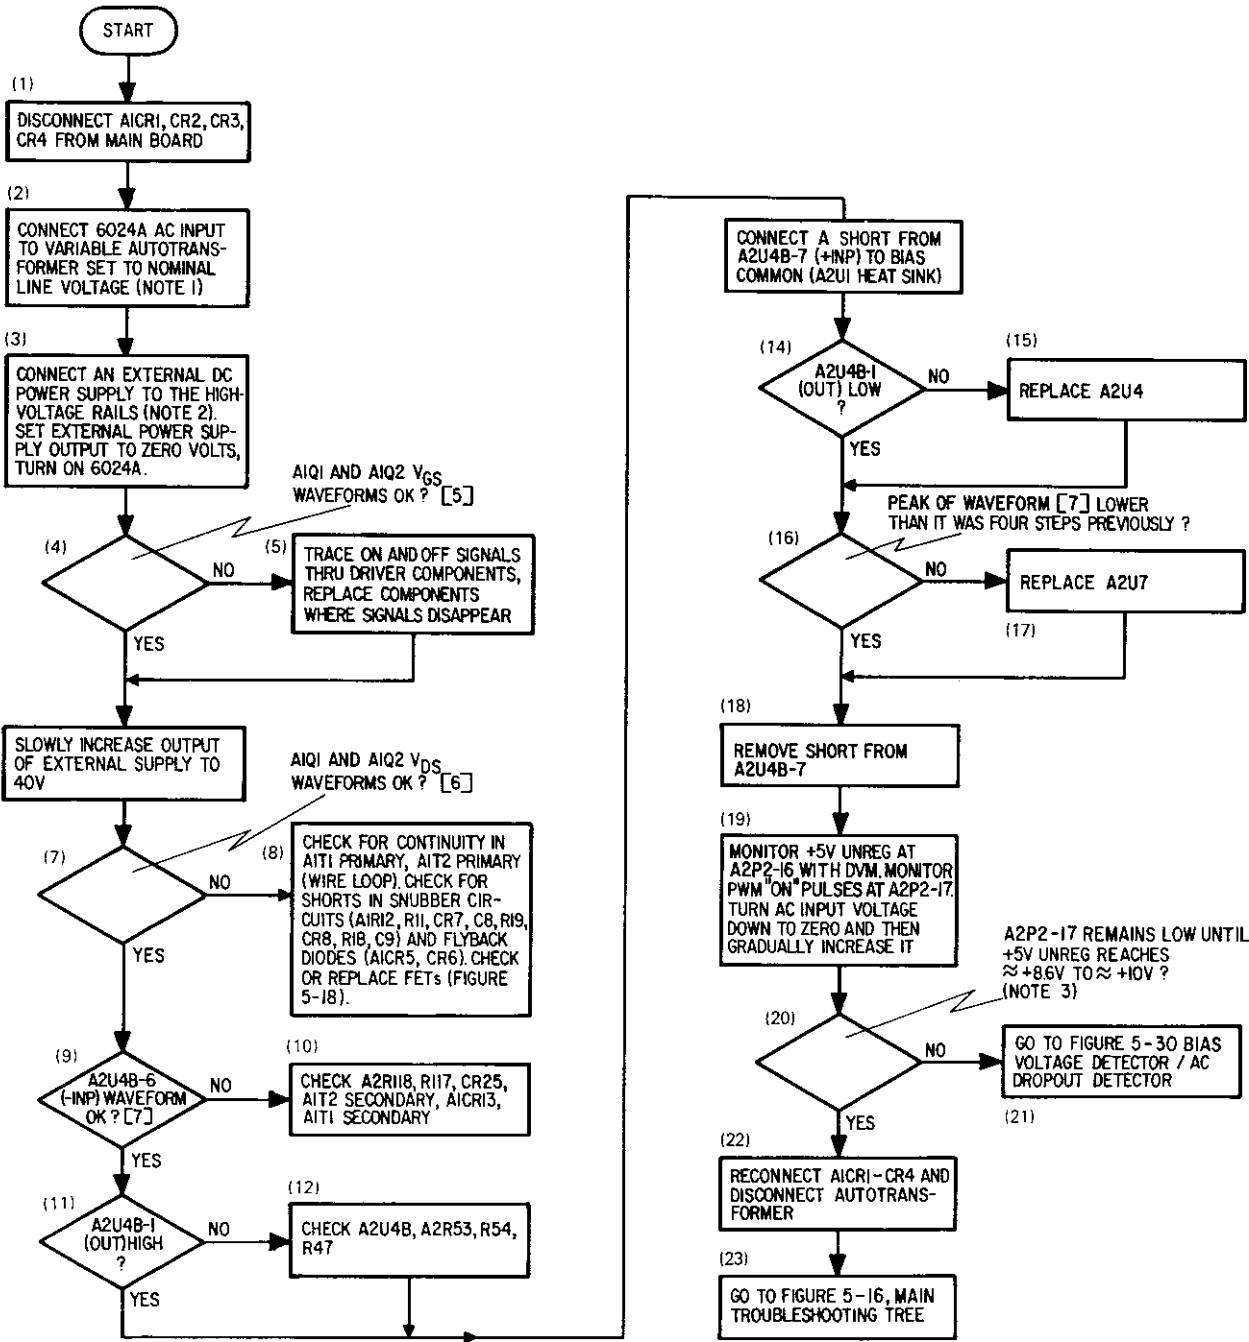 START
(1)
DISCONNECT A1CR1, CR2, CR3,
CR4 FROM MAIN BOARD
(2)
CONNECT 6024A AC INPUT
TO VARIABLE AUTOTRANS-
FORMER SET TO NOMINAL
LINE VOLTAGE (NOTE 1)
(3)
CONNECT AN EXTERNAL DC
POWER SUPPLY TO THE HIGH-
VOLTAGE RAILS (NOTE 2).
SET EXTERNAL POWER SUP-
PLY OUTPUT TO ZERO VOLTS,
TURN ON 6024A.
A1Q1 AND A1Q2 VGS
WAVEFORMS OK ? [5]
(4)
NO
YES
(5)
TRACE ON AND OFF SIGNALS
THRU DRIVER COMPONENTS,
REPLACE COMPONENTS
WHERE SIGNALS DISAPPEAR
SLOWLY INCREASE OUTPUT
OF EXTERNAL SUPPLY TO
40V
A1Q1 AND A1Q2 VDS
WAVEFORMS OK ? [6]
(7)
NO
YES
(8)
CHECK FOR CONTINUITY IN
A1T1 PRIMARY, A1T2 PRIMARY
(WIRE LOOP). CHECK FOR
SHORTS IN SNUBBER CIR-
CUITS (A1R12, R11, CR7, C8, R19,
CR8, R18, C9) AND FLYBACK
DIODES (A1CR5, CR6). CHECK
OR REPLACE FETs (FIGURE
5-18).
(9)
A2U4B-6
(-INP) WAVEFORM
OK ? [7]
NO
YES
(10)
CHECK A2R118, R117, CR25,
A1T2 SECONDARY, A1CR13,
A1T1 SECONDARY
(11)
A2U4B-1
(OUT) HIGH
?
NO
YES
(12)
CHECK A2U4B, A2R53, R54,
R47
CONNECT A SHORT FROM
A2U4B-7 (+INP) TO BIAS
COMMON (A2U1 HEAT SINK)
(14)
A2U4B-1
(OUT) LOW
?
NO
YES
(15)
REPLACE A2U4
PEAK OF WAVEFORM [7] LOWER
THAN IT WAS FOUR STEPS PREVIOUSLY ?
(16)
NO
YES
REPLACE A2U7
(17)
(18)
REMOVE SHORT FROM
A2U4B-7
(19)
MONITOR +5V UNREG AT
A2P2-16 WITH DVM. MONITOR
PWM "ON" PULSES AT A2P2-17.
TURN AC INPUT VOLTAGE
DOWN TO ZERO AND THEN
GRADUALLY INCREASE IT
A2P2-17 REMAINS LOW UNTIL
+5V UNREG REACHES
≈ +8.6V TO ≈ +10V ?
(NOTE 3)
(20)
NO
YES
GO TO FIGURE 5-30 BIAS
VOLTAGE DETECTOR / AC
DROPOUT DETECTOR
(21)
(22)
RECONNECT A1CR1-CR4 AND
DISCONNECT AUTOTRANS-
FORMER
(23)
GO TO FIGURE 5-16, MAIN
TROUBLESHOOTING TREE